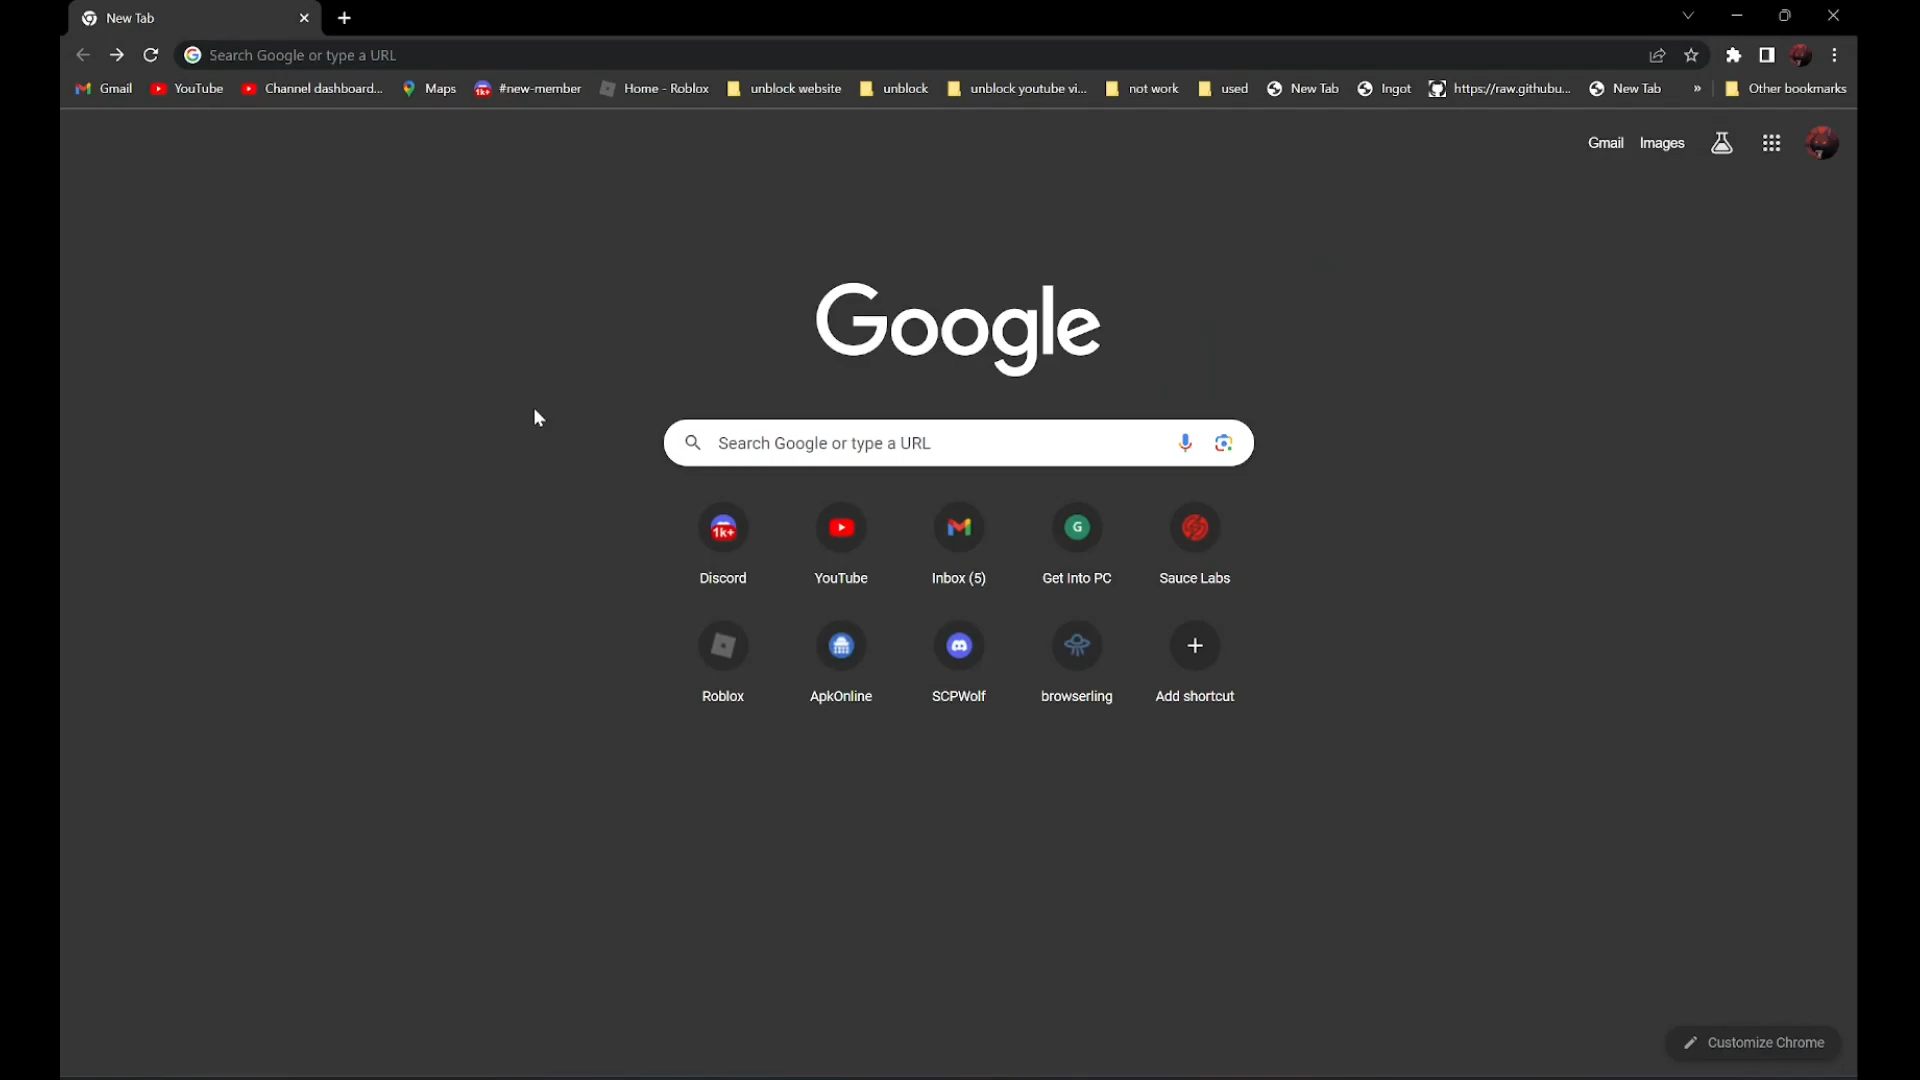 New Tab
Search Google or type a URL
Gmail YouTube Channel dashboard... Maps 1k+ #new-member Home - Roblox unblock website unblock unblock youtube vi... not work used New Tab Ingot https://raw.githubu... New Tab » Other bookmarks
Gmail Images
Google
Search Google or type a URL
1k+ G
Discord YouTube Inbox (5) Get Into PC Sauce Labs
Roblox ApkOnline SCPWolf browserling Add shortcut
Customize Chrome